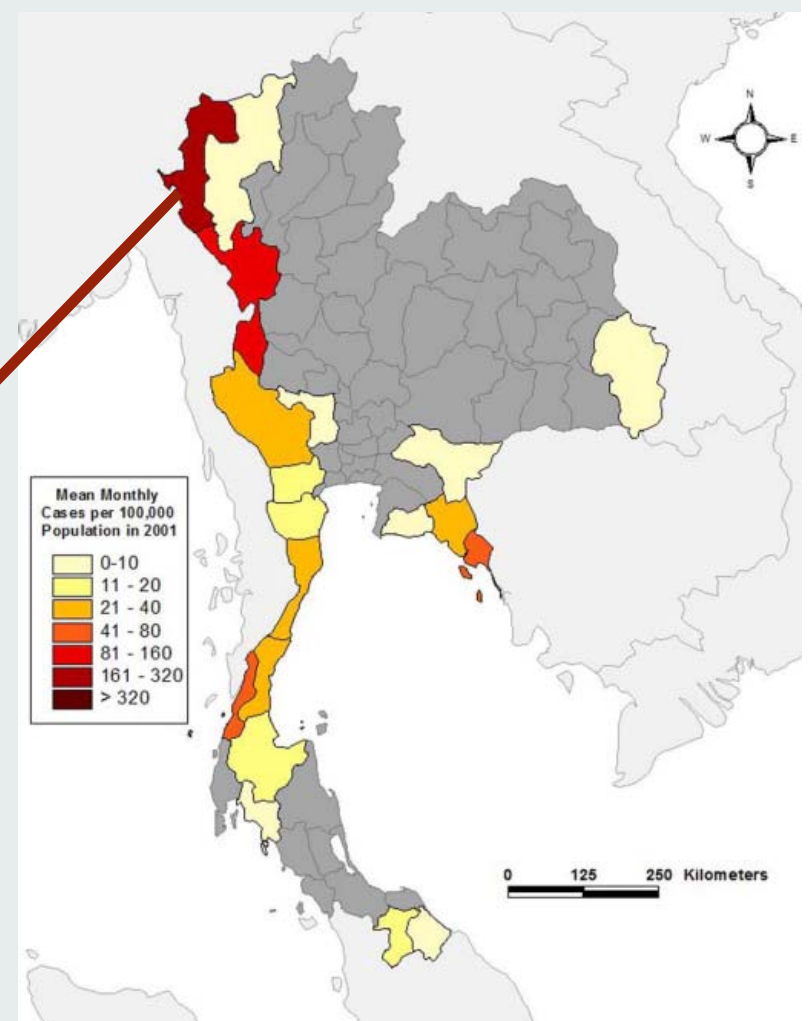 N
W E
S
Mean Monthly
Cases per 100,000
Population in 2001
0-10
11 - 20
21 - 40
41 - 80
81 - 160
161 - 320
> 320
0 125 250 Kilometers